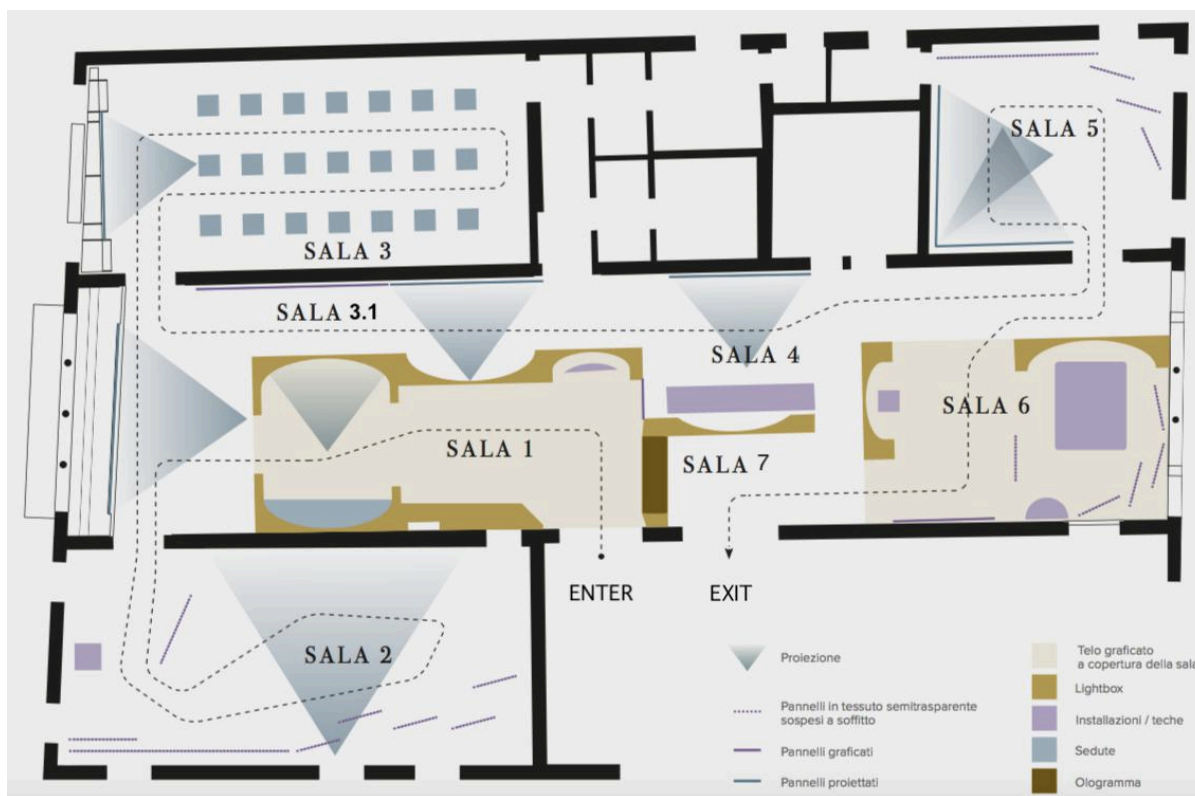 SALA 5
SALA 3
SALA 3.1
SALA 4
SALA 6
SALA 1
SALA 7
ENTER
EXIT
SALA 2
Proiezione
Pannelli in tessuto semitrasparente
sospesi a soffitto
Pannelli graficati
Pannelli proiettati
Telo graficato
a copertura della sala
Lightbox
Installazioni / teche
Sedute
Ologramma